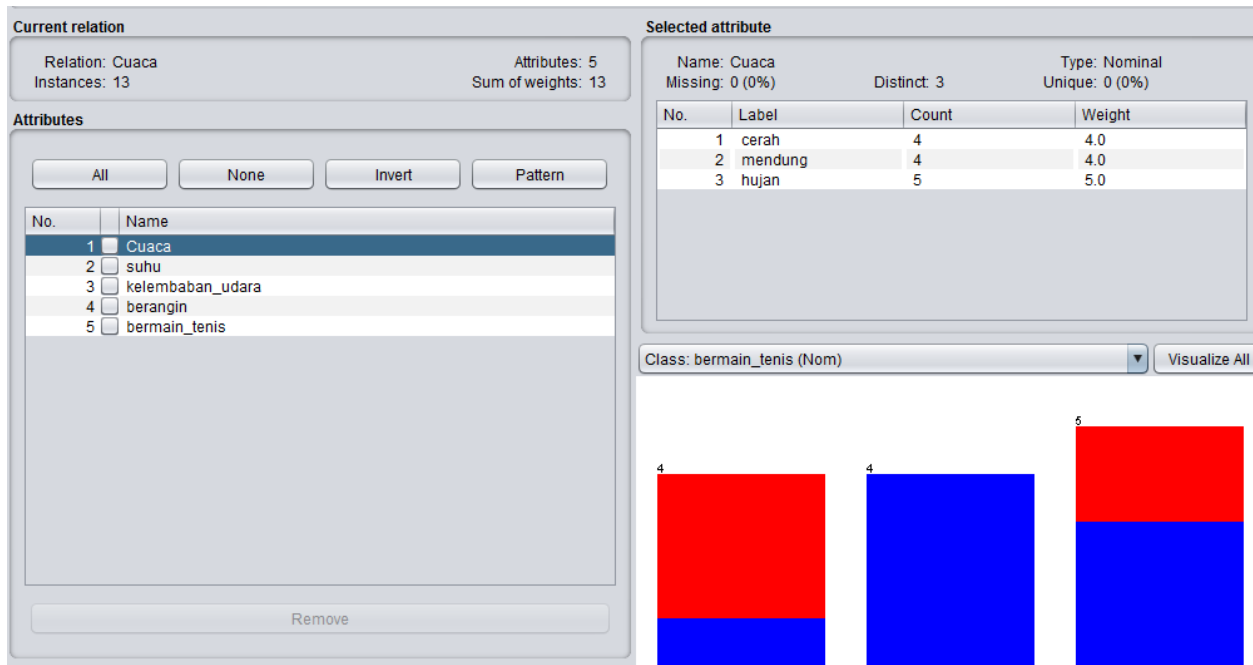 Current relation
Relation: Cuaca Attributes: 5
Instances: 13 Sum of weights: 13
Attributes
All None Invert Pattern
No. Name
1 Cuaca
2 suhu
3 kelembaban_udara
4 berangin
5 bermain_tenis
Remove
Selected attribute
Name: Cuaca Type: Nominal
Missing: 0 (0%) Distinct: 3 Unique: 0 (0%)
No. Label Count Weight
1 cerah 4 4.0
2 mendung 4 4.0
3 hujan 5 5.0
Class: bermain_tenis (Nom) Visualize All
4 4 5